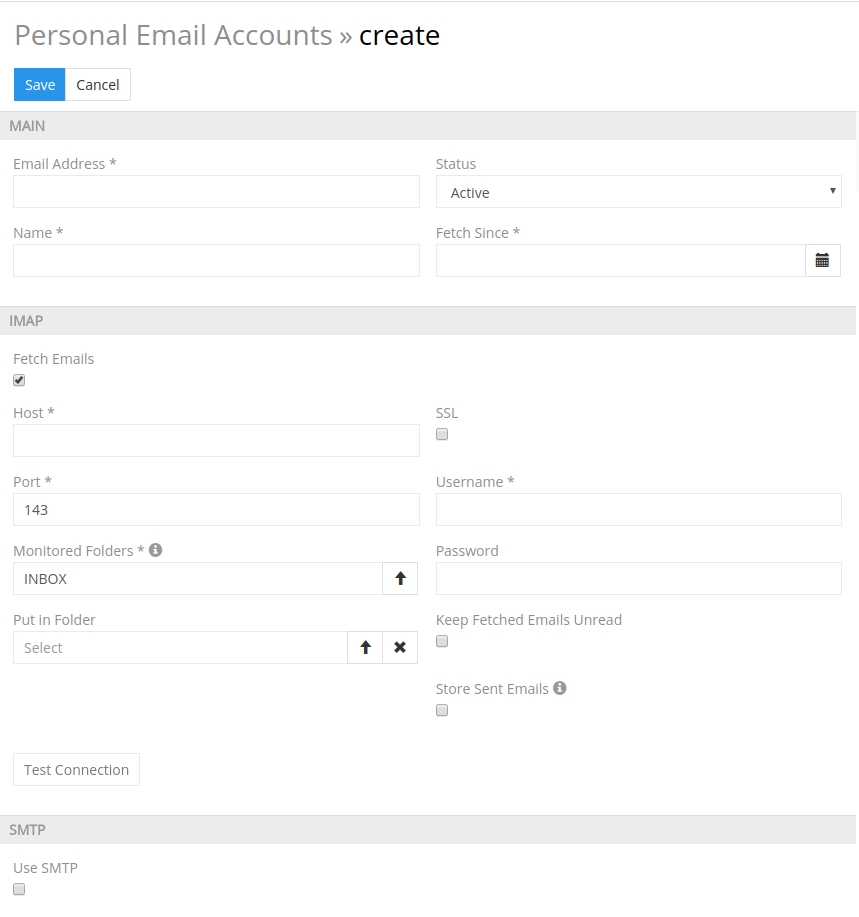 Personal Email Accounts » create
Save Cancel
MAIN
Email Address * Status
Active
Name * Fetch Since *
IMAP
Fetch Emails
Host * SSL
Port * Username *
143
Monitored Folders * Password
INBOX
Put in Folder Keep Fetched Emails Unread
Select
Store Sent Emails
Test Connection
SMTP
Use SMTP